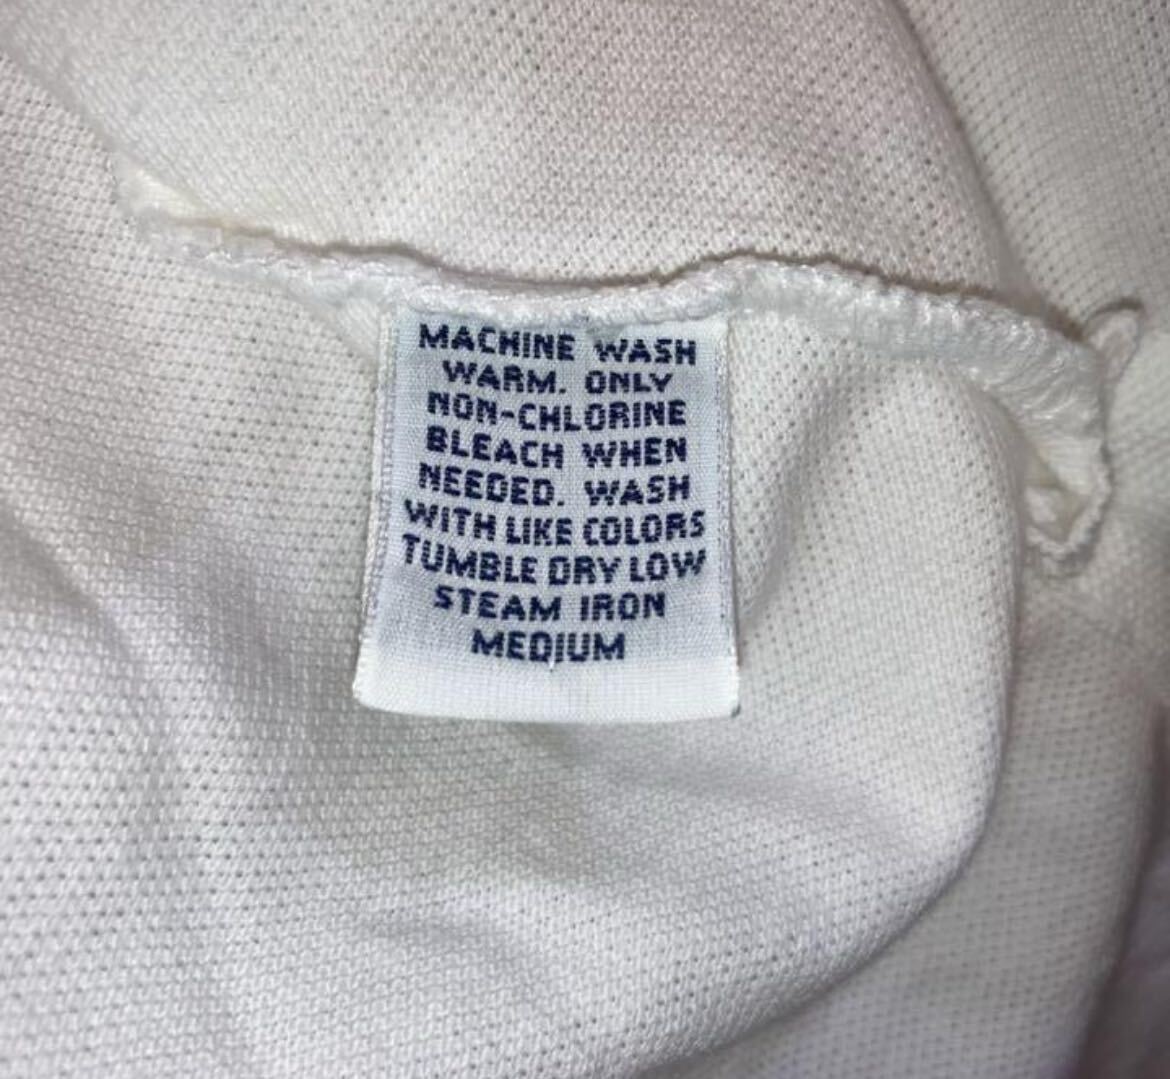 MACHINE WASH
WARM. ONLY
NON-CHLORINE
BLEACH WHEN
NEEDED. WASH
WITH LIKE COLORS
TUMBLE DRY LOW
STEAM IRON
MEDIUM